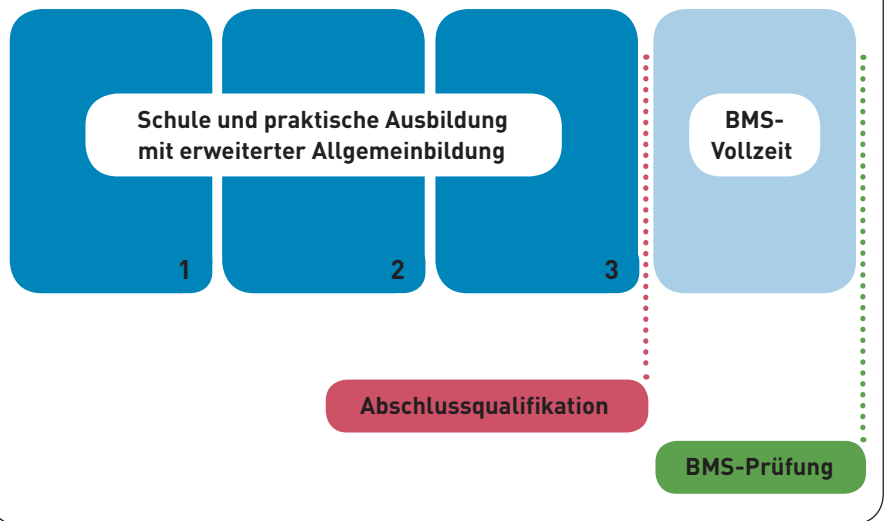 Schule und praktische Ausbildung
mit erweiterter Allgemeinbildung
BMS-
Vollzeit
1
2
3
Abschlussqualifikation
BMS-Prüfung